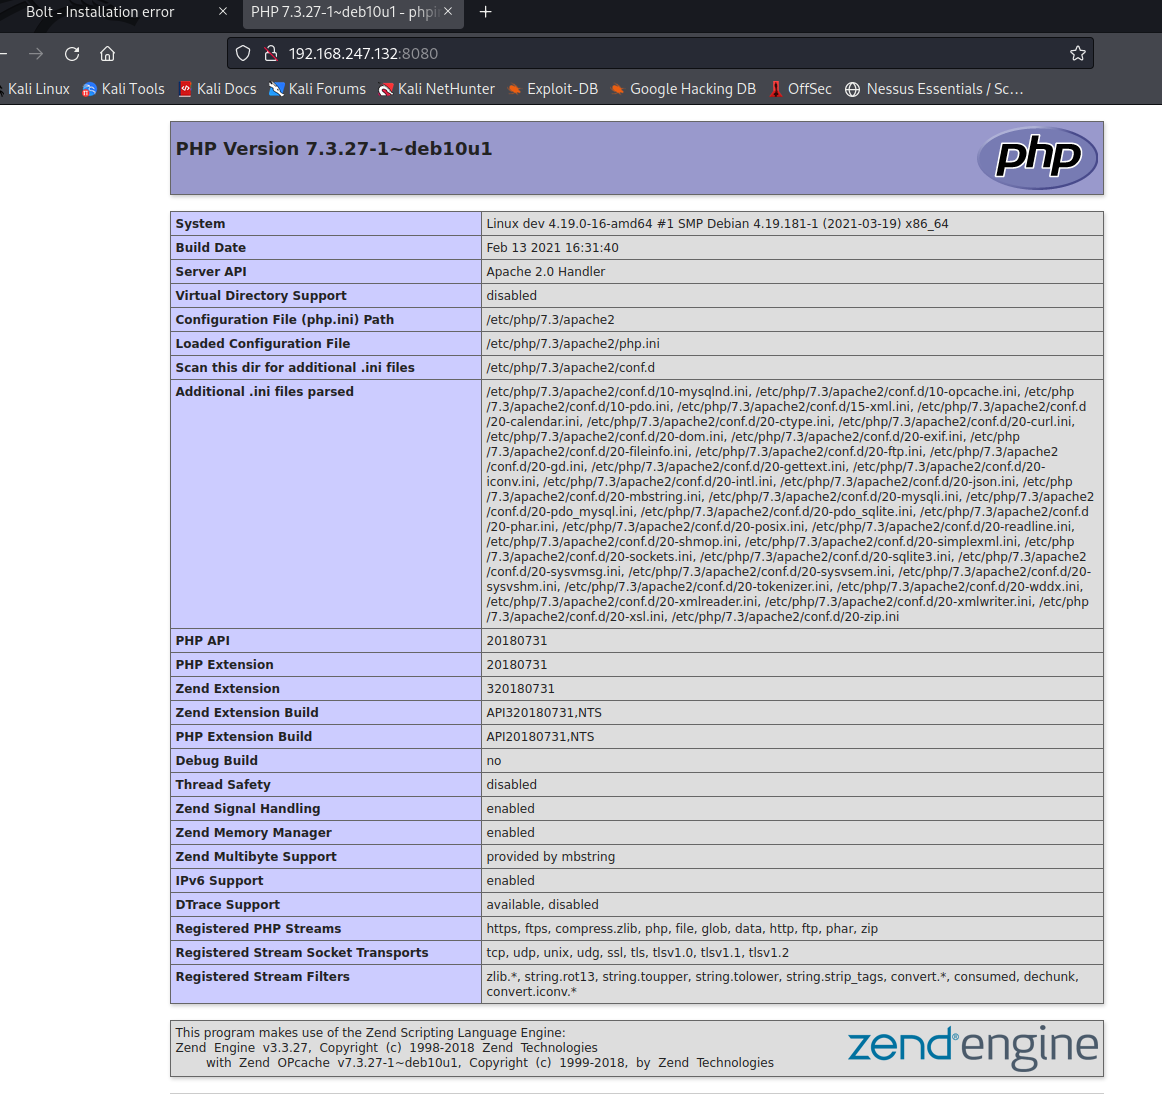 Bolt - Installation error
PHP 7.3.27-1~deb10u1 - phpi
192.168.247.132:8080
Kali Linux
Kali Tools
Kali Docs
Kali Forums
Kali NetHunter
Exploit-DB
Google Hacking DB
OffSec
Nessus Essentials / Sc…
PHP Version 7.3.27-1~deb10u1
php
System
Linux dev 4.19.0-16-amd64 #1 SMP Debian 4.19.181-1 (2021-03-19) x86_64
Build Date
Feb 13 2021 16:31:40
Server API
Apache 2.0 Handler
Virtual Directory Support
disabled
Configuration File (php.ini) Path
/etc/php/7.3/apache2
Loaded Configuration File
/etc/php/7.3/apache2/php.ini
Scan this dir for additional .ini files
/etc/php/7.3/apache2/conf.d
Additional .ini files parsed
/etc/php/7.3/apache2/conf.d/10-mysqlnd.ini, /etc/php/7.3/apache2/conf.d/10-opcache.ini, /etc/php
/7.3/apache2/conf.d/10-pdo.ini, /etc/php/7.3/apache2/conf.d/15-xml.ini, /etc/php/7.3/apache2/conf.d
/20-calendar.ini, /etc/php/7.3/apache2/conf.d/20-ctype.ini, /etc/php/7.3/apache2/conf.d/20-curl.ini,
/etc/php/7.3/apache2/conf.d/20-dom.ini, /etc/php/7.3/apache2/conf.d/20-exif.ini, /etc/php
/7.3/apache2/conf.d/20-fileinfo.ini, /etc/php/7.3/apache2/conf.d/20-ftp.ini, /etc/php/7.3/apache2
/conf.d/20-gd.ini, /etc/php/7.3/apache2/conf.d/20-gettext.ini, /etc/php/7.3/apache2/conf.d/20-
iconv.ini, /etc/php/7.3/apache2/conf.d/20-intl.ini, /etc/php/7.3/apache2/conf.d/20-json.ini, /etc/php
/7.3/apache2/conf.d/20-mbstring.ini, /etc/php/7.3/apache2/conf.d/20-mysqli.ini, /etc/php/7.3/apache2
/conf.d/20-pdo_mysql.ini, /etc/php/7.3/apache2/conf.d/20-pdo_sqlite.ini, /etc/php/7.3/apache2/conf.d
/20-phar.ini, /etc/php/7.3/apache2/conf.d/20-posix.ini, /etc/php/7.3/apache2/conf.d/20-readline.ini,
/etc/php/7.3/apache2/conf.d/20-shmop.ini, /etc/php/7.3/apache2/conf.d/20-simplexml.ini, /etc/php
/7.3/apache2/conf.d/20-sockets.ini, /etc/php/7.3/apache2/conf.d/20-sqlite3.ini, /etc/php/7.3/apache2
/conf.d/20-sysvmsg.ini, /etc/php/7.3/apache2/conf.d/20-sysvsem.ini, /etc/php/7.3/apache2/conf.d/20-
sysvshm.ini, /etc/php/7.3/apache2/conf.d/20-tokenizer.ini, /etc/php/7.3/apache2/conf.d/20-wddx.ini,
/etc/php/7.3/apache2/conf.d/20-xmlreader.ini, /etc/php/7.3/apache2/conf.d/20-xmlwriter.ini, /etc/php
/7.3/apache2/conf.d/20-xsl.ini, /etc/php/7.3/apache2/conf.d/20-zip.ini
PHP API
20180731
PHP Extension
20180731
Zend Extension
320180731
Zend Extension Build
API320180731,NTS
PHP Extension Build
API20180731,NTS
Debug Build
no
Thread Safety
disabled
Zend Signal Handling
enabled
Zend Memory Manager
enabled
Zend Multibyte Support
provided by mbstring
IPv6 Support
enabled
DTrace Support
available, disabled
Registered PHP Streams
https, ftps, compress.zlib, php, file, glob, data, http, ftp, phar, zip
Registered Stream Socket Transports
tcp, udp, unix, udg, ssl, tls, tlsv1.0, tlsv1.1, tlsv1.2
Registered Stream Filters
zlib.*, string.rot13, string.toupper, string.tolower, string.strip_tags, convert.*, consumed, dechunk,
convert.iconv.*
This program makes use of the Zend Scripting Language Engine:
Zend Engine v3.3.27, Copyright (c) 1998-2018 Zend Technologies
with Zend OPcache v7.3.27-1~deb10u1, Copyright (c) 1999-2018, by Zend Technologies
zend® engine